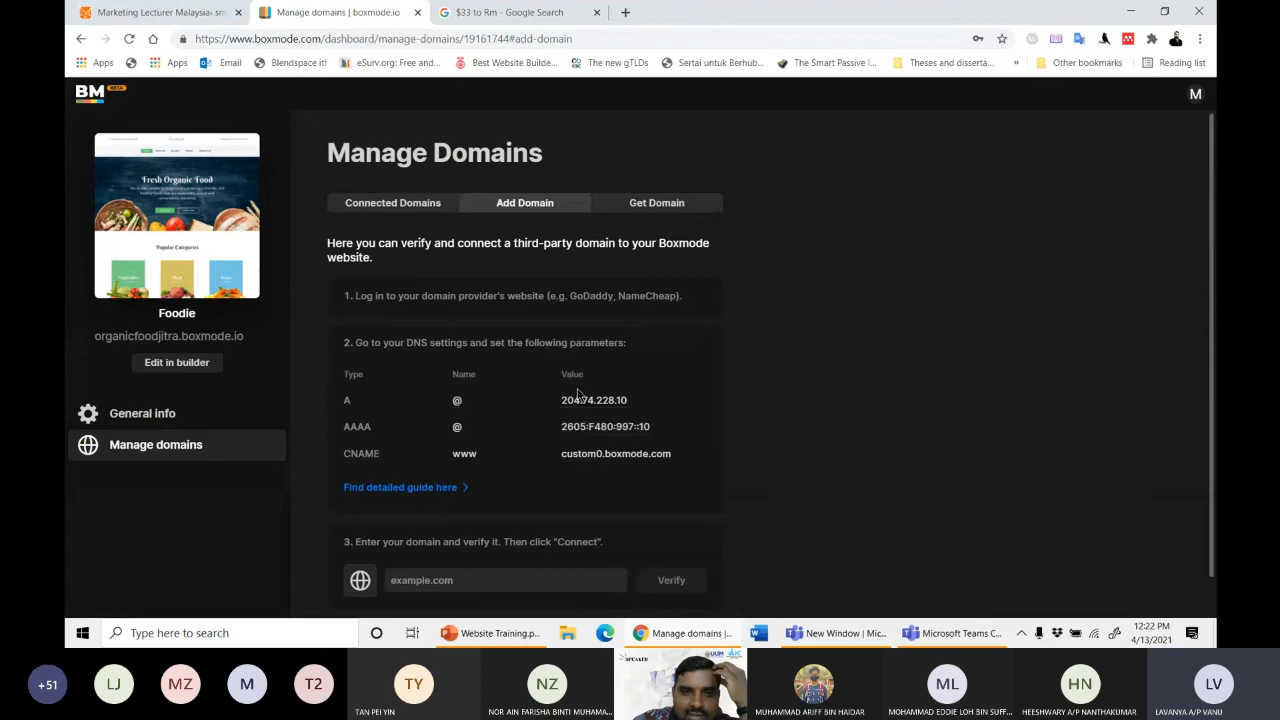 Marketing Lecturer Malaysia- sm
Manage domains | boxmode.io
$33 to Rm - Google Search
https://www.boxmode.com/dashboard/manage-domains/19161744#add-domain
Apps
Apps
Email
Blendspace it!
eSurv.org: Free and...
Best Website Builde...
The new gTLDs
Sertai untuk Berhub...
The Smart Passive I...
Theses and disserta...
»
Other bookmarks
Reading list
BM BETA
M
Fresh Organic Food
Popular Categories
Foodie
organicfoodjitra.boxmode.io
Edit in builder
General info
Manage domains
Manage Domains
Connected Domains
Add Domain
Get Domain
Here you can verify and connect a third-party domain to your Boxmode
website.
1. Log in to your domain provider's website (e.g. GoDaddy, NameCheap).
2. Go to your DNS settings and set the following parameters:
Type Name Value
A @ 204.74.228.10
AAAA @ 2605:F480:997::10
CNAME www custom0.boxmode.com
Find detailed guide here >
3. Enter your domain and verify it. Then click "Connect".
example.com
Verify
Type here to search
Website Training.p...
Manage domains |...
New Window | Mic...
Microsoft Teams C...
12:22 PM
4/13/2021
+51
LJ
MZ
M
T2
TY
TAN PEI YIN
NZ
NOR AIN FARISHA BINTI MUHAMA...
SPEAKER
UUM
MUHAMMAD ARIFF BIN HAIDAR
ML
MOHAMMAD EDDIE LOH BIN SUFF...
HN
HEESHWARY A/P NANTHAKUMAR
LV
LAVANYA A/P VANU